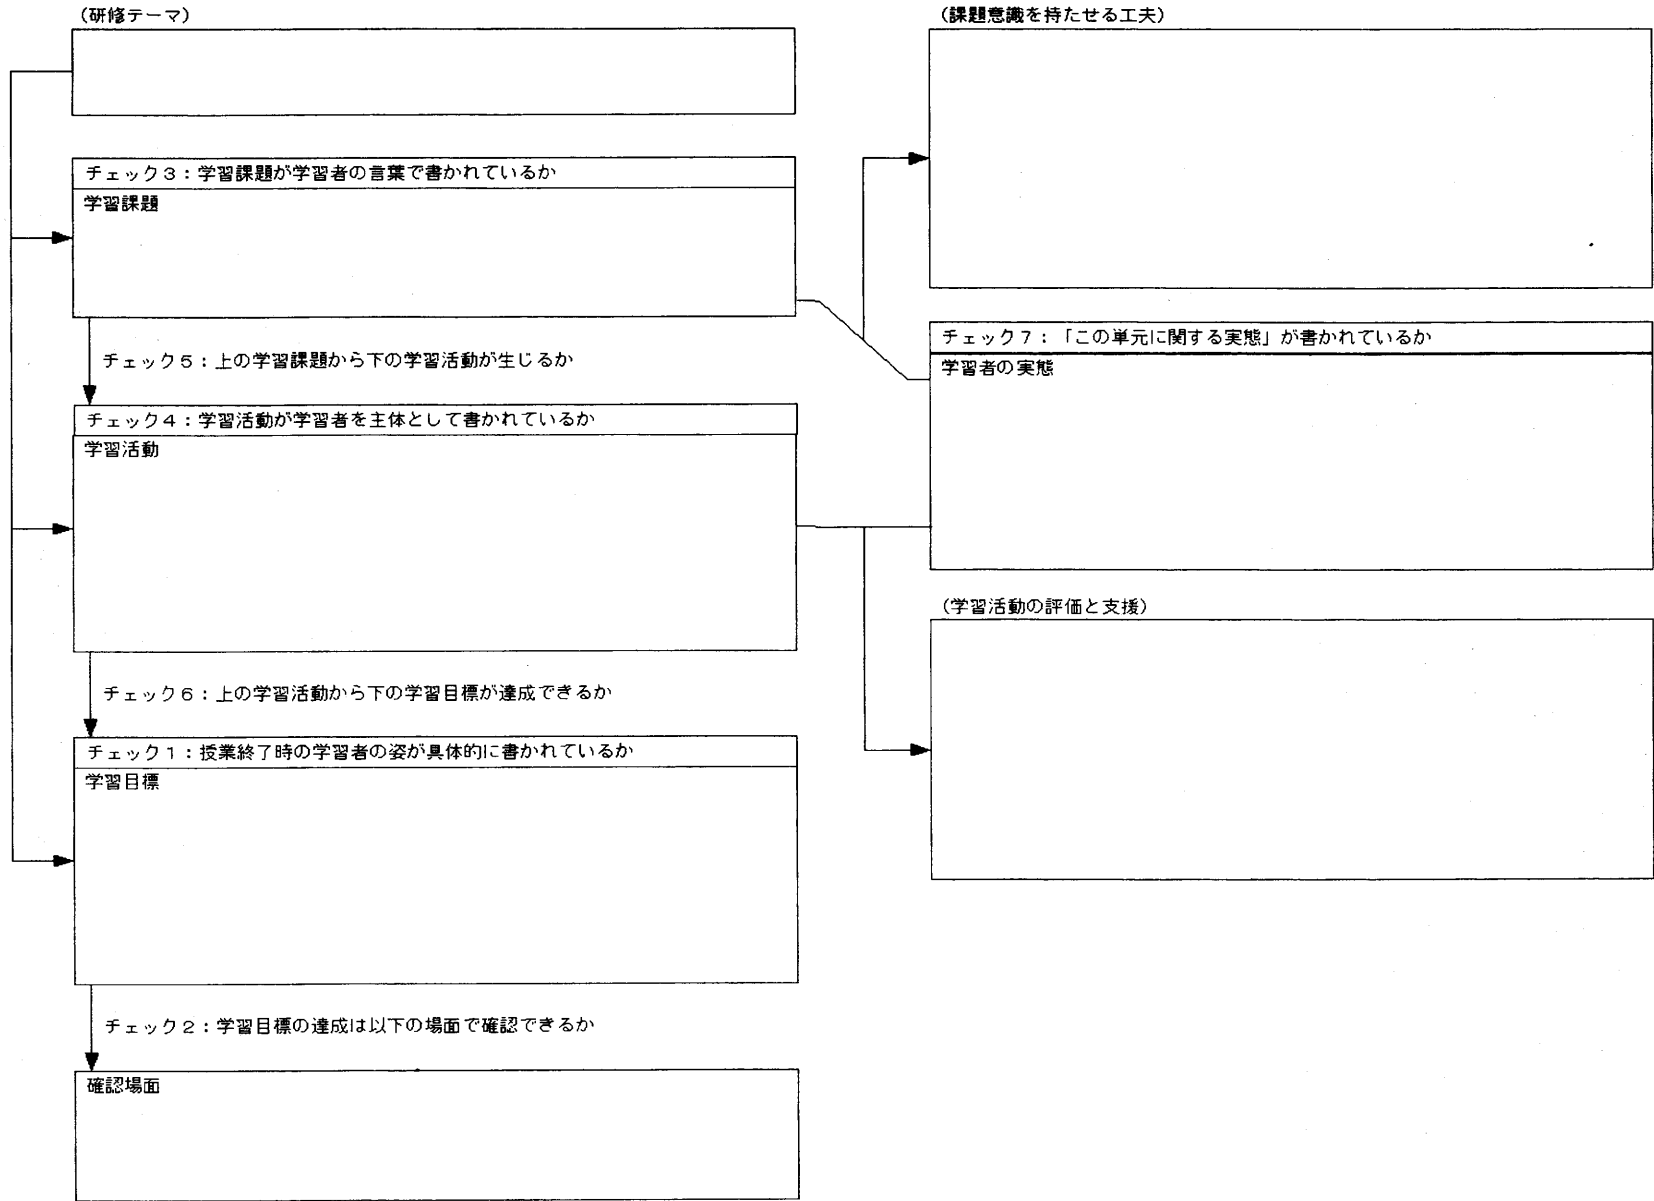 (研修テーマ)
チェック3:学習課題が学習者の言葉で書かれているか
学習課題
チェック5:上の学習課題から下の学習活動が生じるか
チェック4:学習活動が学習者を主体として書かれているか
学習活動
チェック6:上の学習活動から下の学習目標が達成できるか
チェック1:授業終了時の学習者の姿が具体的に書かれているか
学習目標
チェック2:学習目標の達成は以下の場面で確認できるか
確認場面
(課題意識を持たせる工夫)
チェック7:「この単元に関する実態」が書かれているか
学習者の実態
(学習活動の評価と支援)